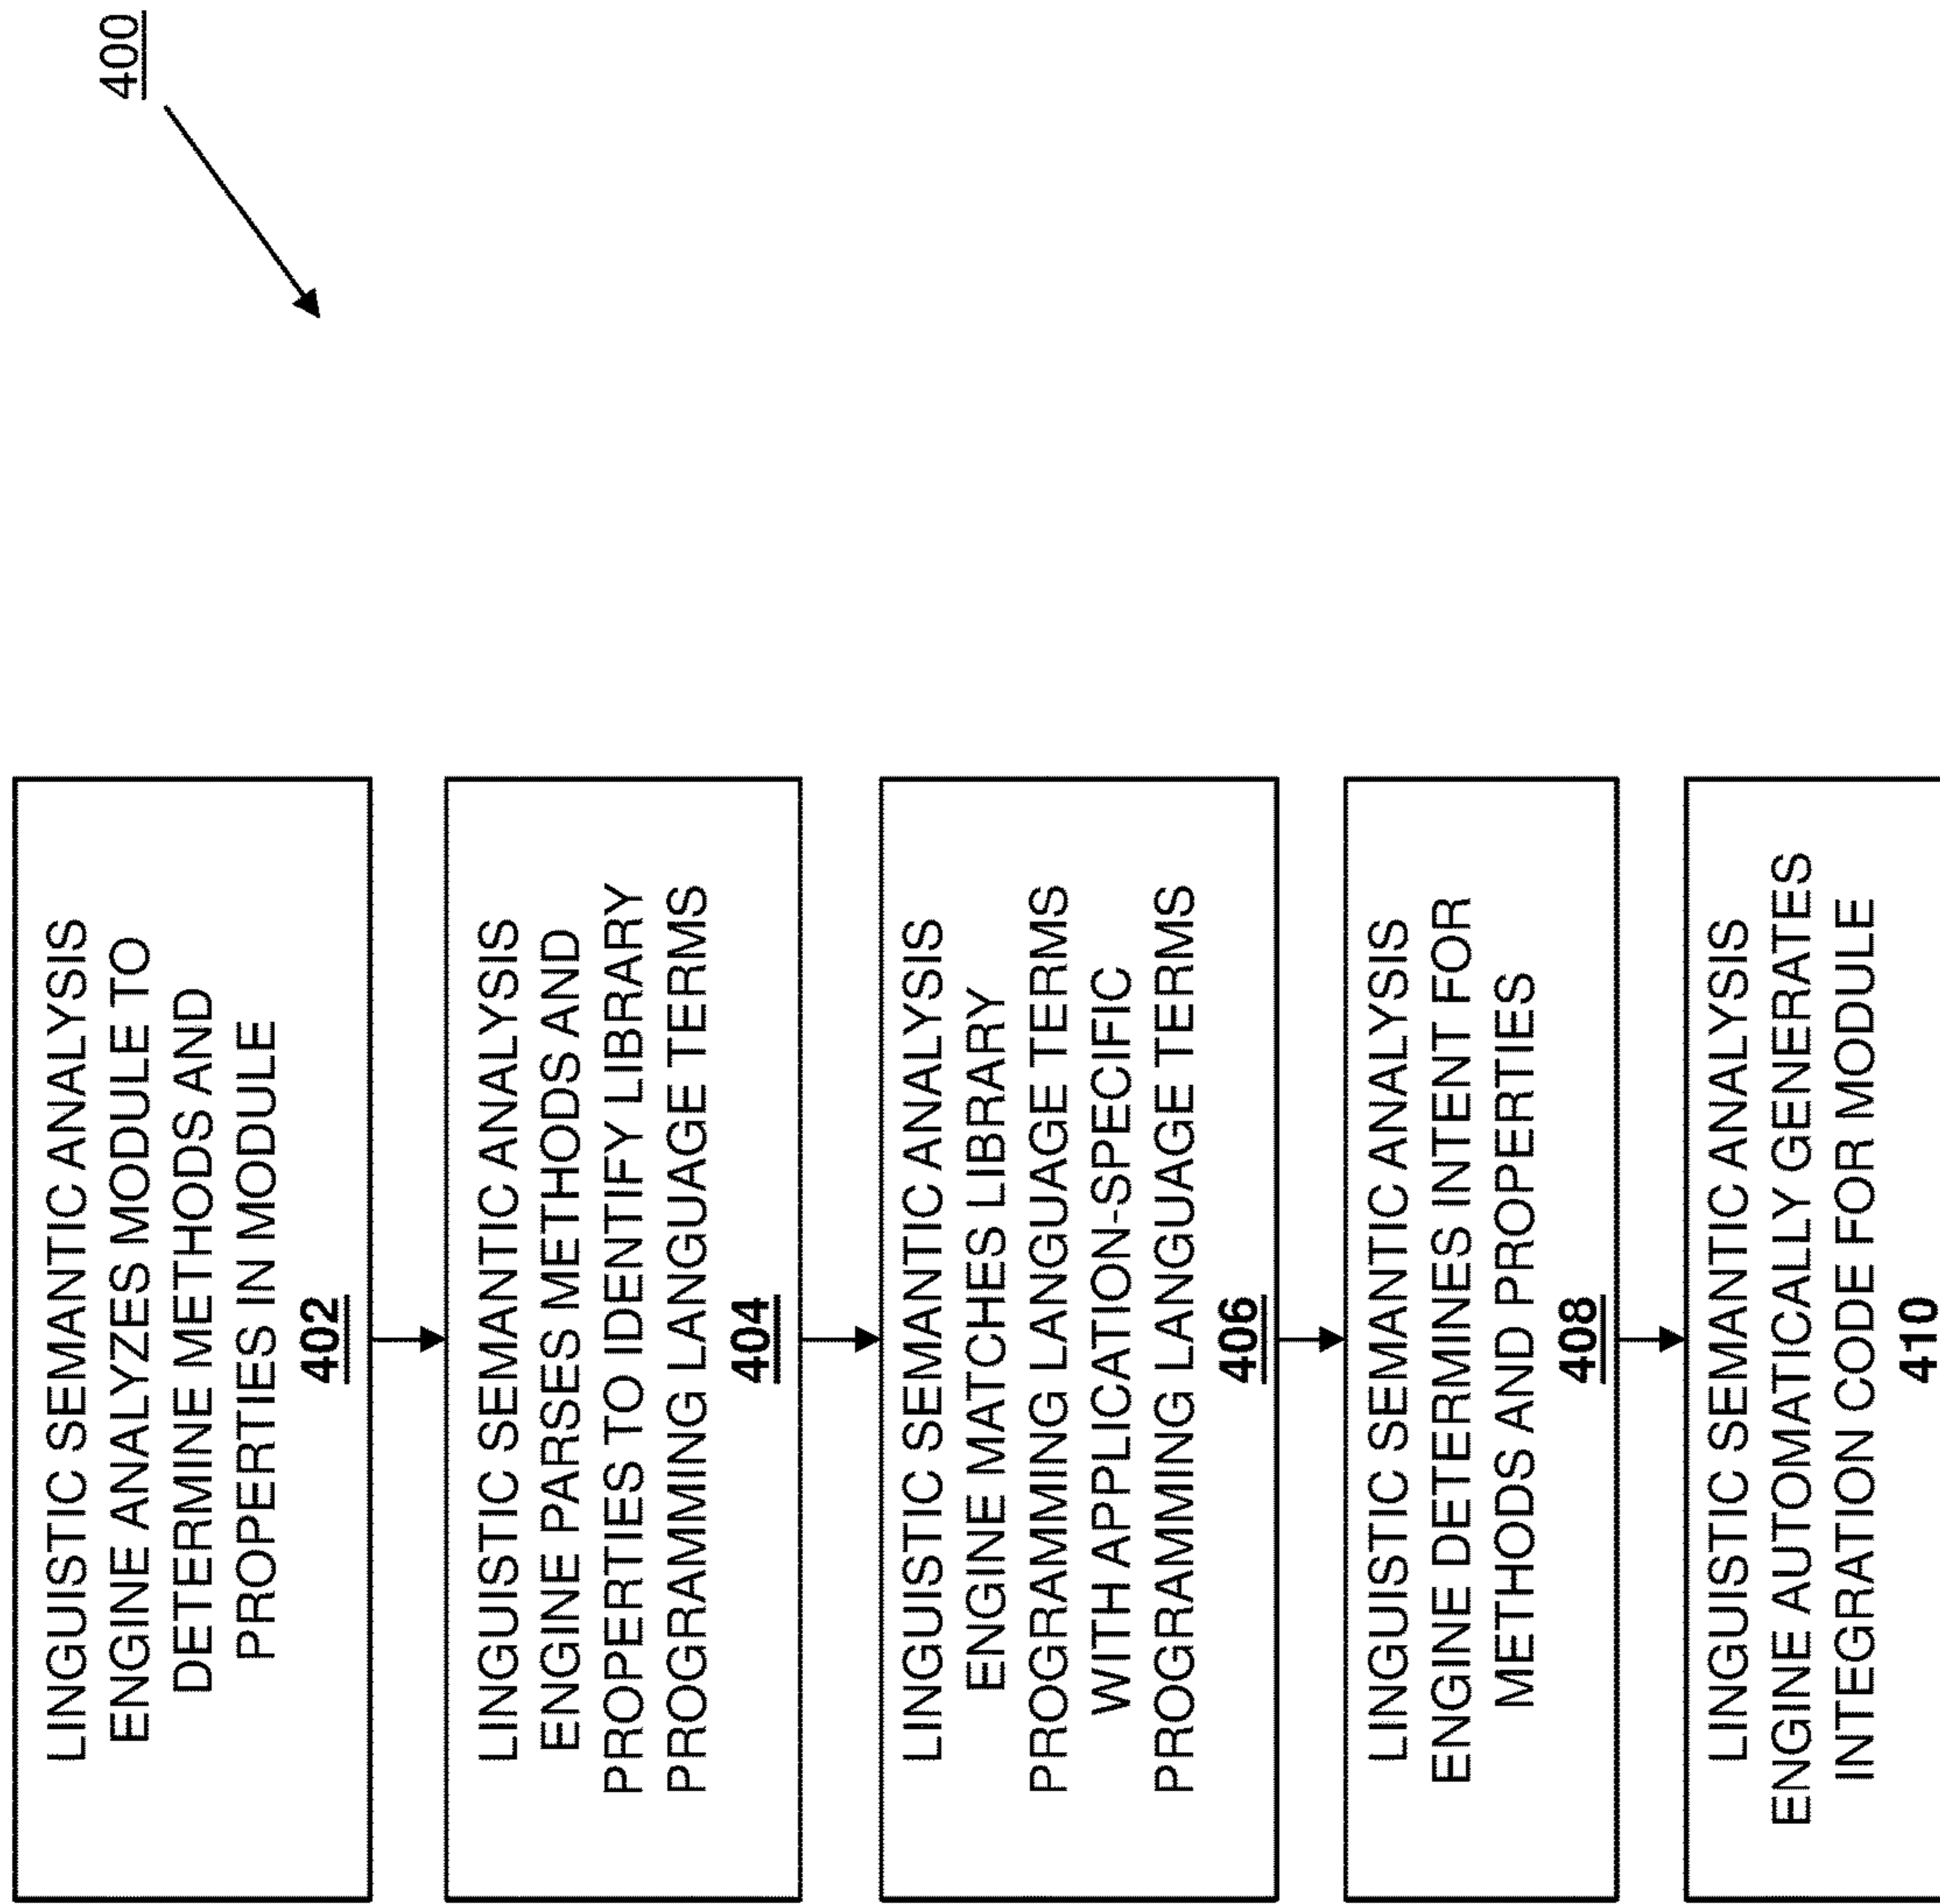 400
LINGUISTIC SEMANTIC ANALYSIS
ENGINE ANALYZES MODULE TO
DETERMINE METHODS AND
PROPERTIES IN MODULE
402
LINGUISTIC SEMANTIC ANALYSIS
ENGINE PARSES METHODS AND
PROPERTIES TO IDENTIFY LIBRARY
PROGRAMMING LANGUAGE TERMS
404
LINGUISTIC SEMANTIC ANALYSIS
ENGINE MATCHES LIBRARY
PROGRAMMING LANGUAGE TERMS
WITH APPLICATION-SPECIFIC
PROGRAMMING LANGUAGE TERMS
406
LINGUISTIC SEMANTIC ANALYSIS
ENGINE DETERMINES INTENT FOR
METHODS AND PROPERTIES
408
LINGUISTIC SEMANTIC ANALYSIS
ENGINE AUTOMATICALLY GENERATES
INTEGRATION CODE FOR MODULE
410